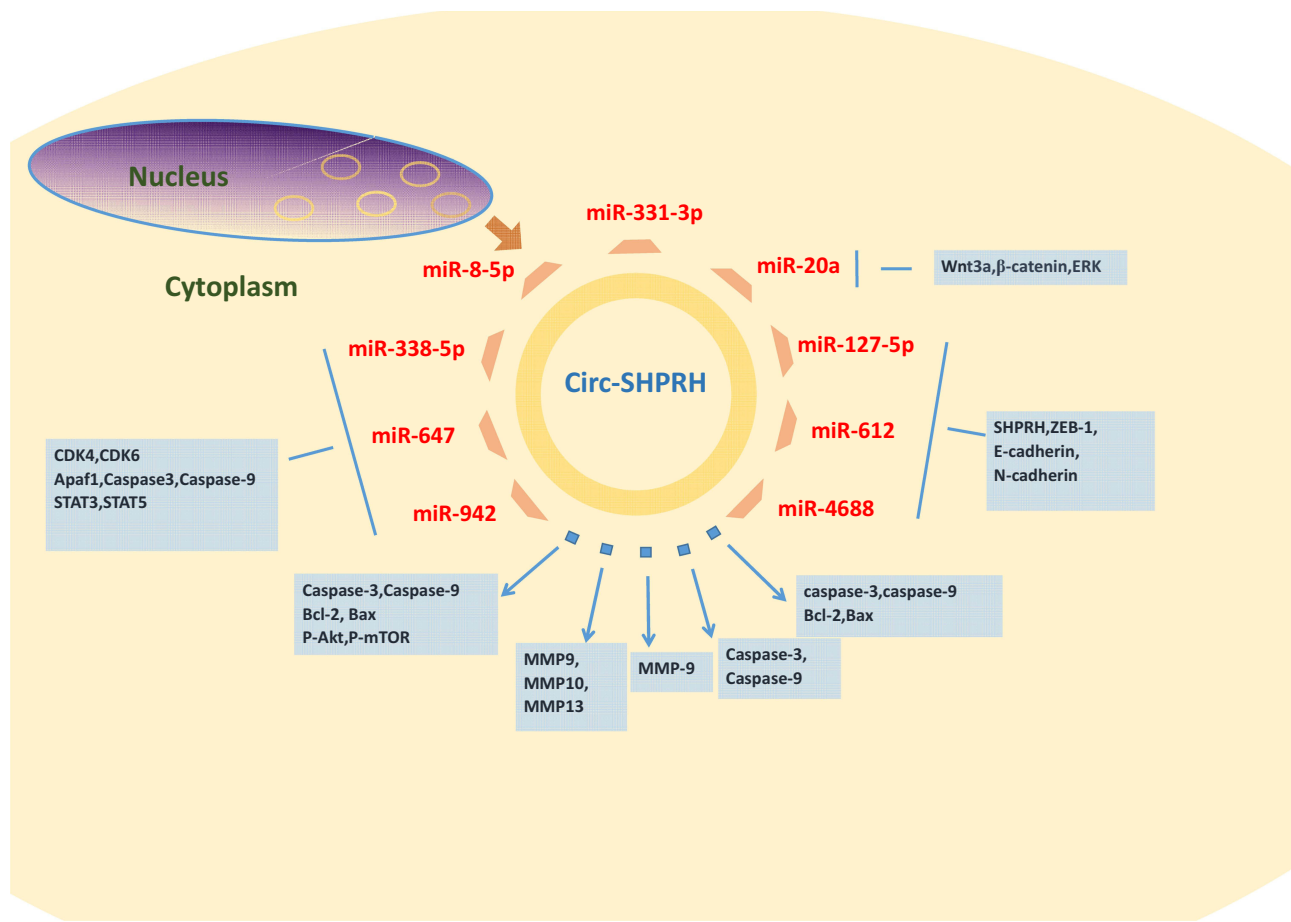 Nucleus
Cytoplasm
miR-331-3p
miR-8-5p
miR-20a
Wnt3a,β-catenin,ERK
miR-338-5p
miR-127-5p
Circ-SHPRH
miR-647
miR-612
miR-942
miR-4688
CDK4,CDK6
Apaf1,Caspase3,Caspase-9
STAT3,STAT5
SHPRH,ZEB-1,
E-cadherin,
N-cadherin
Caspase-3,Caspase-9
Bcl-2, Bax
P-Akt,P-mTOR
MMP9,
MMP10,
MMP13
MMP-9
Caspase-3,
Caspase-9
caspase-3,caspase-9
Bcl-2,Bax